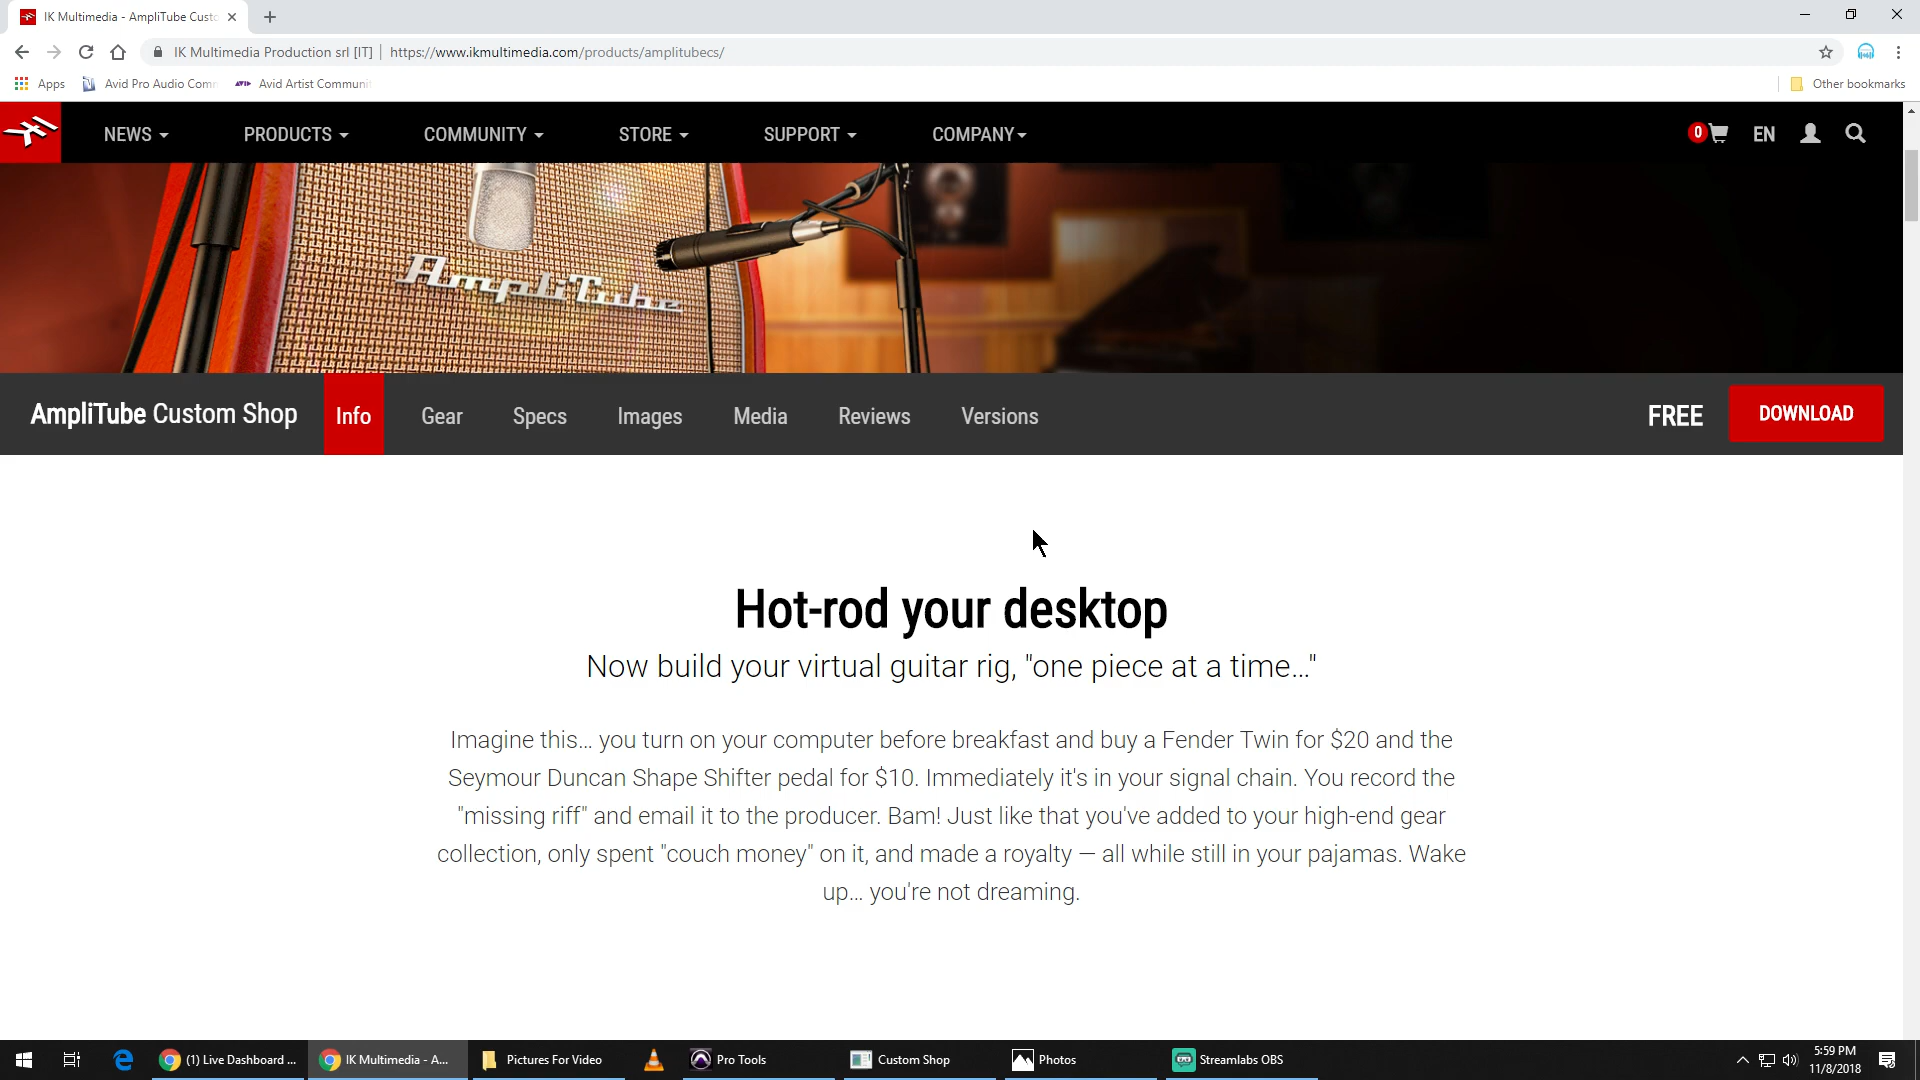 IK Multimedia - AmpliTube Custo
IK Multimedia Production srl [IT] | https://www.ikmultimedia.com/products/amplitubecs/
Apps Avid Pro Audio Com Avid Artist Communi Other bookmarks
NEWS PRODUCTS COMMUNITY STORE SUPPORT COMPANY 0 EN
AmpliTube
AmpliTube Custom Shop Info Gear Specs Images Media Reviews Versions FREE DOWNLOAD
Hot-rod your desktop
Now build your virtual guitar rig, "one piece at a time..."
Imagine this... you turn on your computer before breakfast and buy a Fender Twin for $20 and the
Seymour Duncan Shape Shifter pedal for $10. Immediately it's in your signal chain. You record the
"missing riff" and email it to the producer. Bam! Just like that you've added to your high-end gear
collection, only spent "couch money" on it, and made a royalty — all while still in your pajamas. Wake
up... you're not dreaming.
(1) Live Dashboard ... IK Multimedia - A... Pictures For Video Pro Tools Custom Shop Photos Streamlabs OBS
5:59 PM
11/8/2018